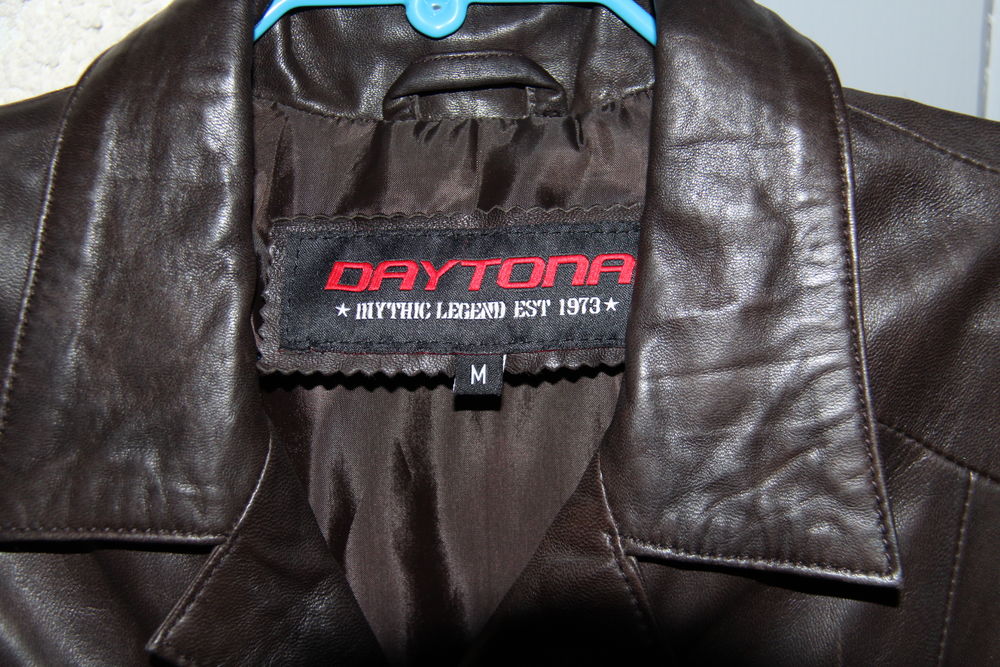 DAYTONA
★ MYTHIC LEGEND EST 1973 ★
M